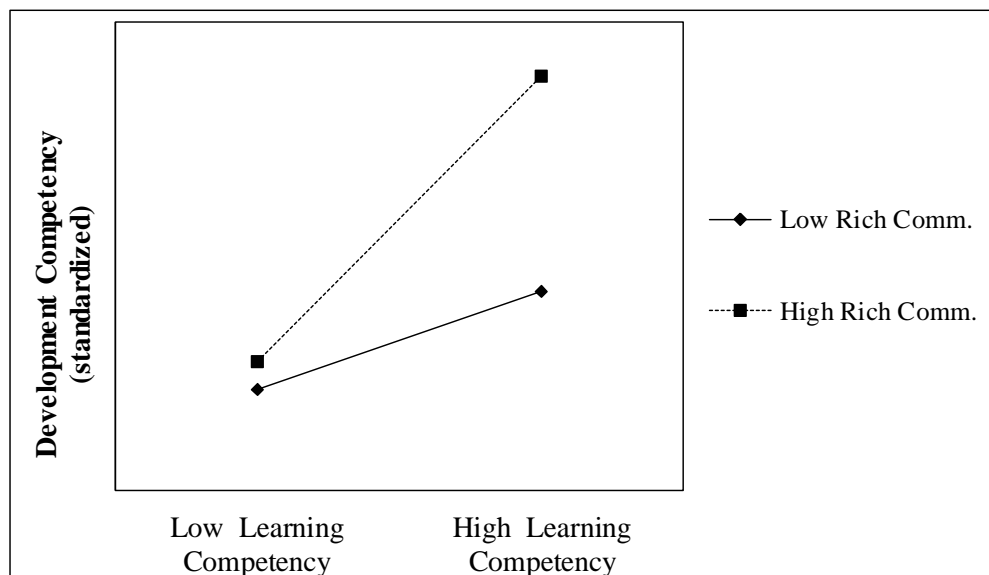 Development Competency
(standardized)
Low Learning
Competency
High Learning
Competency
Low Rich Comm.
High Rich Comm.